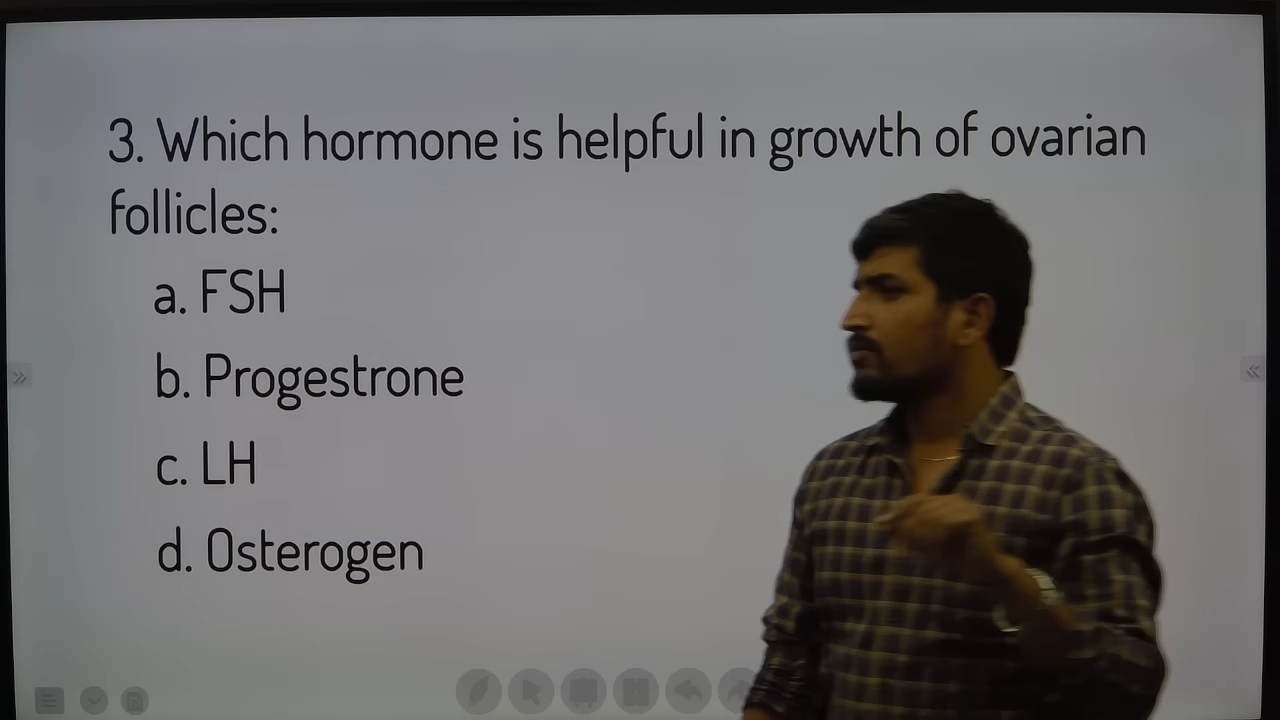 3. Which hormone is helpful in growth of ovarian
follicles:
a. FSH
b. Progestrone
c. LH
d. Osterogen